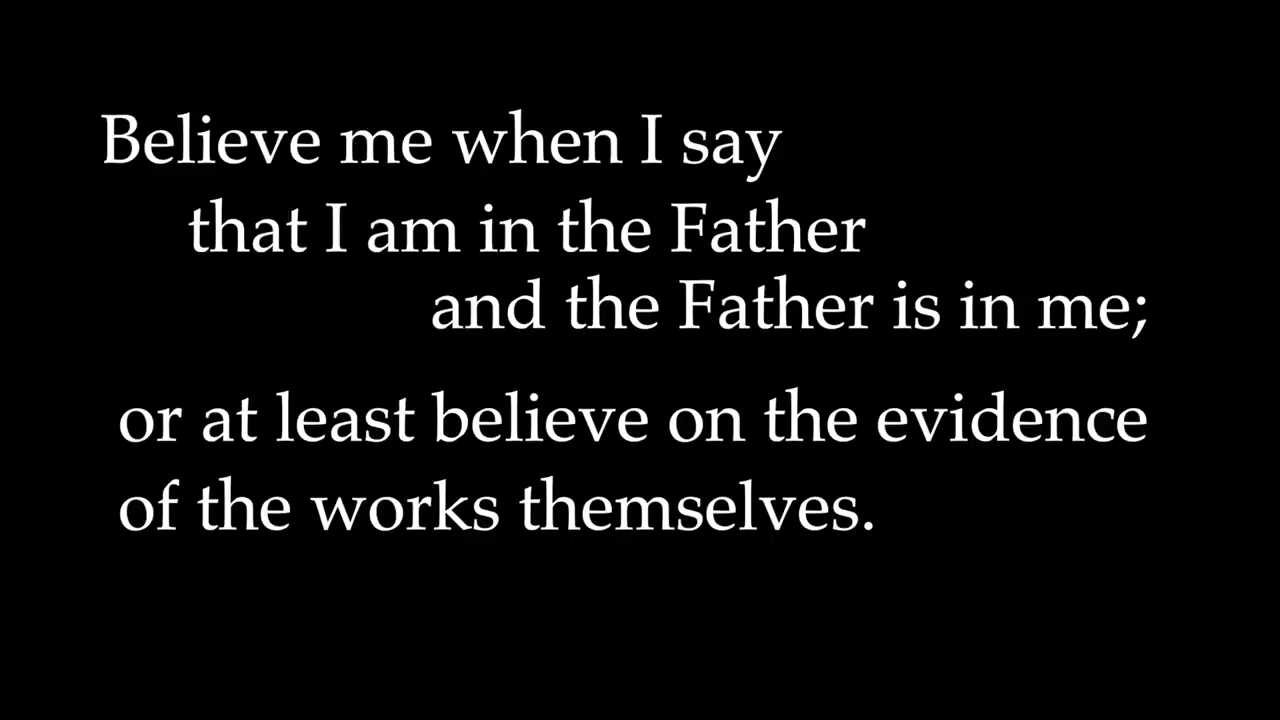 Believe me when I say
that I am in the Father
and the Father is in me;
or at least believe on the evidence
of the works themselves.